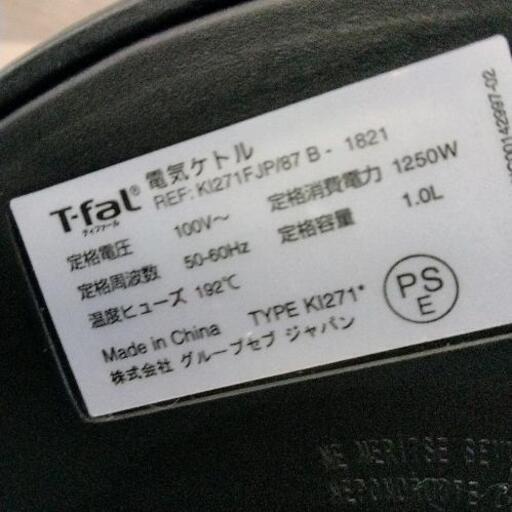 T-fal® 電気ケトル
ティファール
REF: KI271FJP/87 B - 1821
定格電圧 100V〜 定格消費電力 1250W
定格周波数 50-60Hz 定格容量 1.0L
温度ヒューズ 192℃
Made in China TYPE KI271*
株式会社 グループセブ ジャパン
PS
E